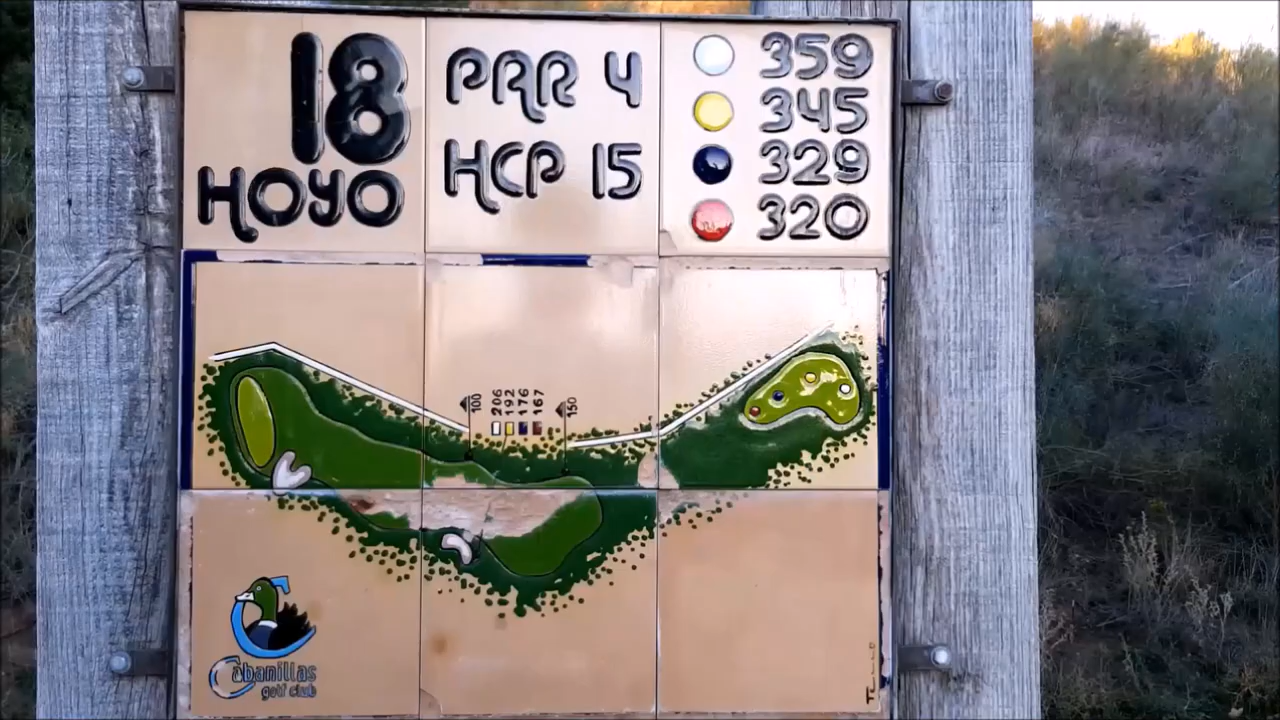 18
HOYO
PAR 4
HCP 15
359
345
329
320
100
206
192
176
167
150
Cabanillas
golf club